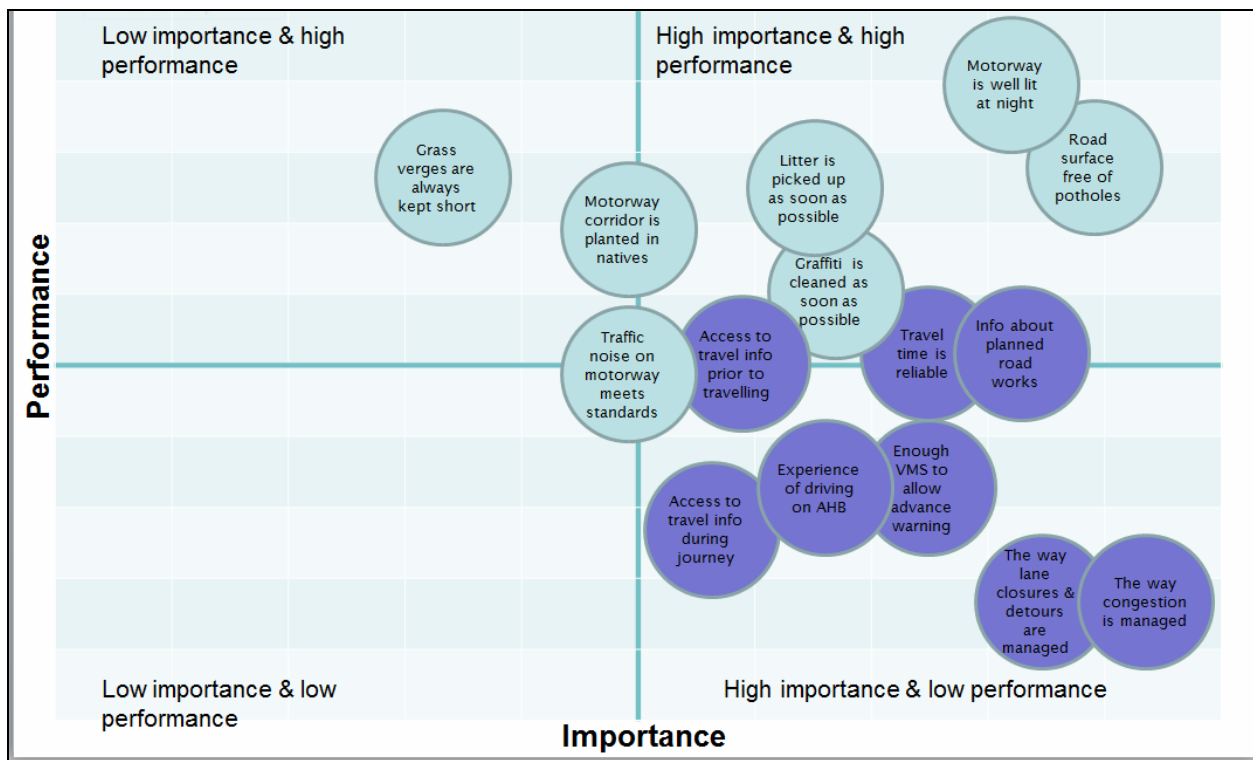 Low importance & high
performance
High importance & high
performance
Motorway
is well lit
at night
Grass
verges are
always
kept short
Litter is
picked up
as soon as
possible
Road
surface
free of
potholes
Motorway
corridor is
planted in
natives
Graffiti is
cleaned as
soon as
possible
Traffic
noise on
motorway
meets
standards
Access to
travel info
prior to
travelling
Travel
time is
reliable
Info about
planned
road
works
Performance
Access to
travel info
during
journey
Experience
of driving
on AHB
Enough
VMS to
allow
advance
warning
The way
lane
closures &
detours
are
managed
The way
congestion
is managed
Low importance & low
performance
High importance & low performance
Importance